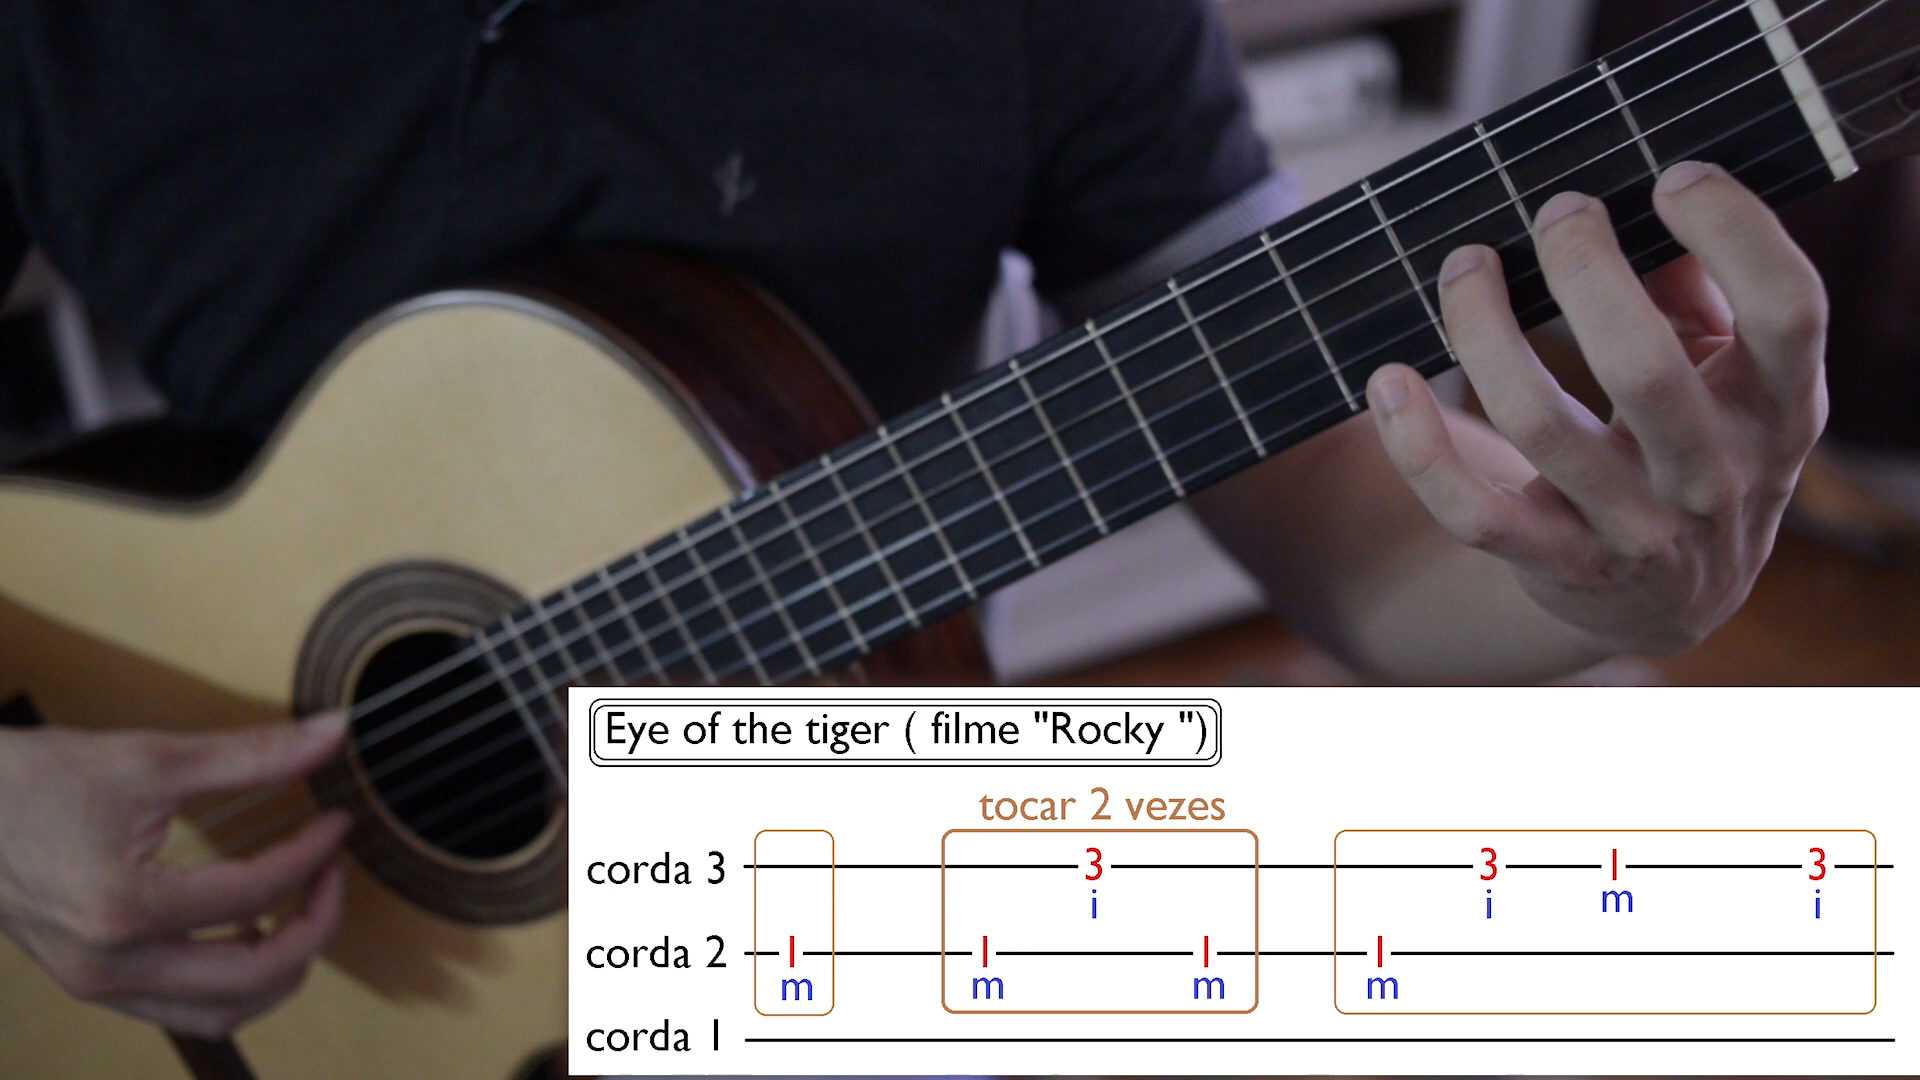 Eye of the tiger ( filme "Rocky ")
tocar 2 vezes
corda 3 3 3 1 3
i i m i
corda 2 1 1 1 1
m m m m
corda 1